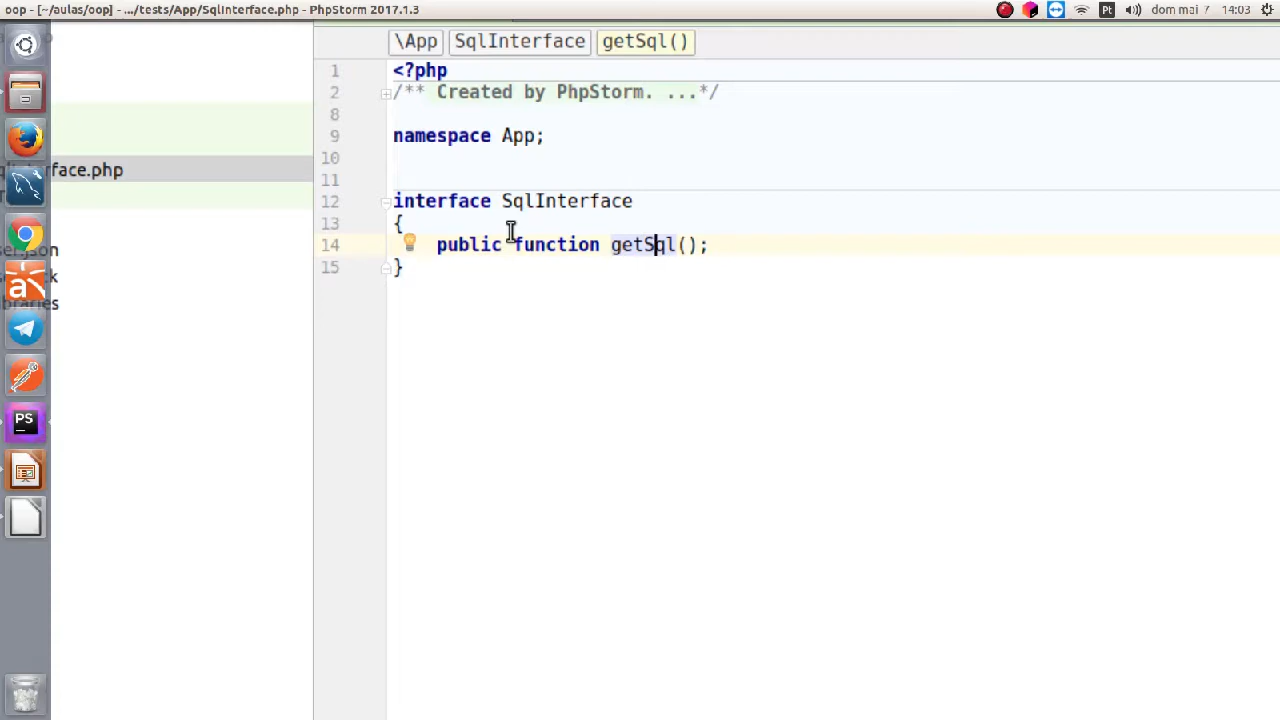 oop - [~/aulas/oop] - .../tests/App/SqlInterface.php - PhpStorm 2017.1.3
Pt
dom mai 7 14:03
\App SqlInterface getSql()
1 <?php
2 /** Created by PhpStorm. ...*/
8
9 namespace App;
10
11
12 interface SqlInterface
13 {
14 public function getSql();
15 }
face.php
PS